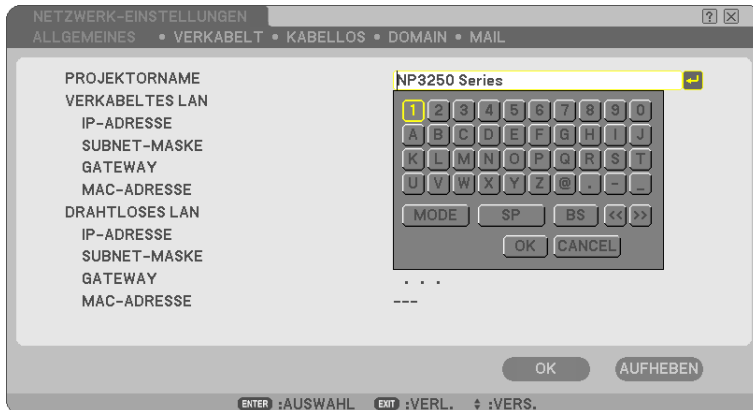 NETZWERK-EINSTELLUNGEN ? X
ALLGEMEINES • VERKABELT • KABELLOS • DOMAIN • MAIL
PROJEKTORNAME NP3250 Series
VERKABELTES LAN
IP-ADRESSE
SUBNET-MASKE
GATEWAY
MAC-ADRESSE
DRAHTLOSES LAN
IP-ADRESSE
SUBNET-MASKE
GATEWAY . . .
MAC-ADRESSE ---
1 2 3 4 5 6 7 8 9 0
A B C D E F G H I J
K L M N O P Q R S T
U V W X Y Z @ . - _
MODE SP BS << >>
OK CANCEL
OK AUFHEBEN
ENTER :AUSWAHL EXIT :VERL. :VERS.